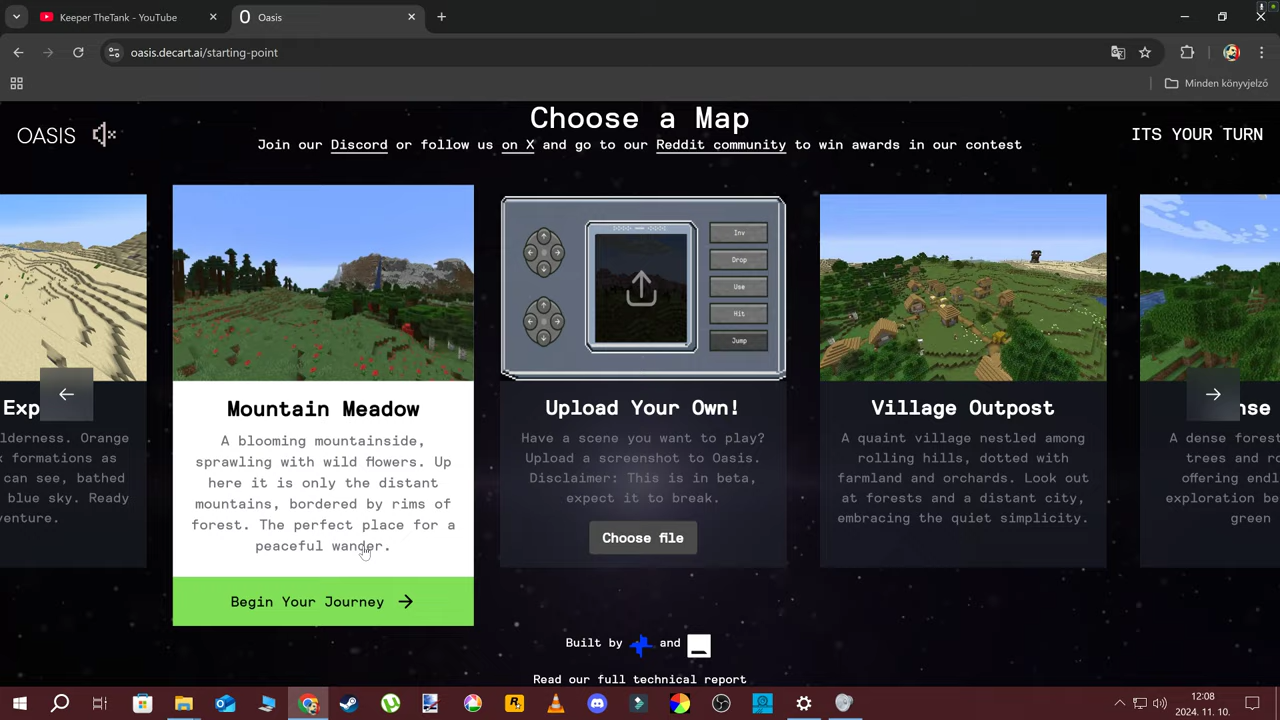 Keeper TheTank - YouTube
Oasis
oasis.decart.ai/starting-point
Minden könyvjelző
OASIS
Choose a Map
Join our Discord or follow us on X and go to our Reddit community to win awards in our contest
ITS YOUR TURN
Exp
lderness. Orange
x formations as
can see, bathed
blue sky. Ready
venture.
Mountain Meadow
A blooming mountainside,
sprawling with wild flowers. Up
here it is only the distant
mountains, bordered by rims of
forest. The perfect place for a
peaceful wander.
Begin Your Journey
Inv
Drop
Use
Hit
Jump
Upload Your Own!
Have a scene you want to play?
Upload a screenshot to Oasis.
Disclaimer: This is in beta,
expect it to break.
Choose file
Village Outpost
A quaint village nestled among
rolling hills, dotted with
farmland and orchards. Look out
at forests and a distant city,
embracing the quiet simplicity.
nse
A dense forest
trees and ro
offering endl
exploration be
green
Built by and
Read our full technical report
12:08
2024. 11. 10.